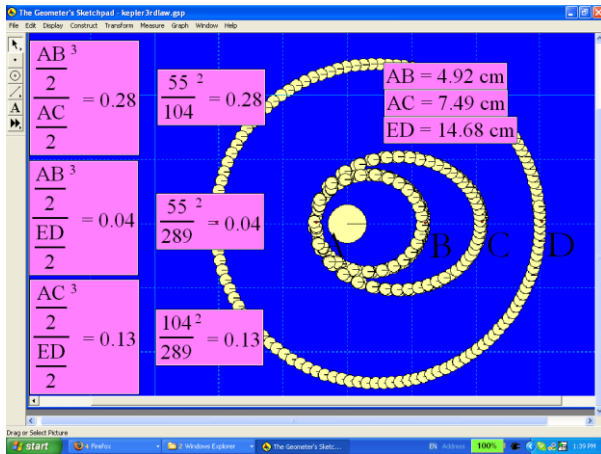 The Geometer's Sketchpad - kepler3rdlaw.gsp
File Edit Display Construct Transform Measure Graph Window Help
AB 3
2
AC
2
= 0.28
55 2
104
= 0.28
AB = 4.92 cm
AC = 7.49 cm
ED = 14.68 cm
AB 3
2
ED
2
= 0.04
55 2
289
= 0.04
A B C D
AC 3
2
ED
2
= 0.13
104 2
289
= 0.13
A
Drag or Select Picture
start
4 Firefox
2 Windows Explorer
The Geometer's Sketc...
EN Address 100% 1:39 PM